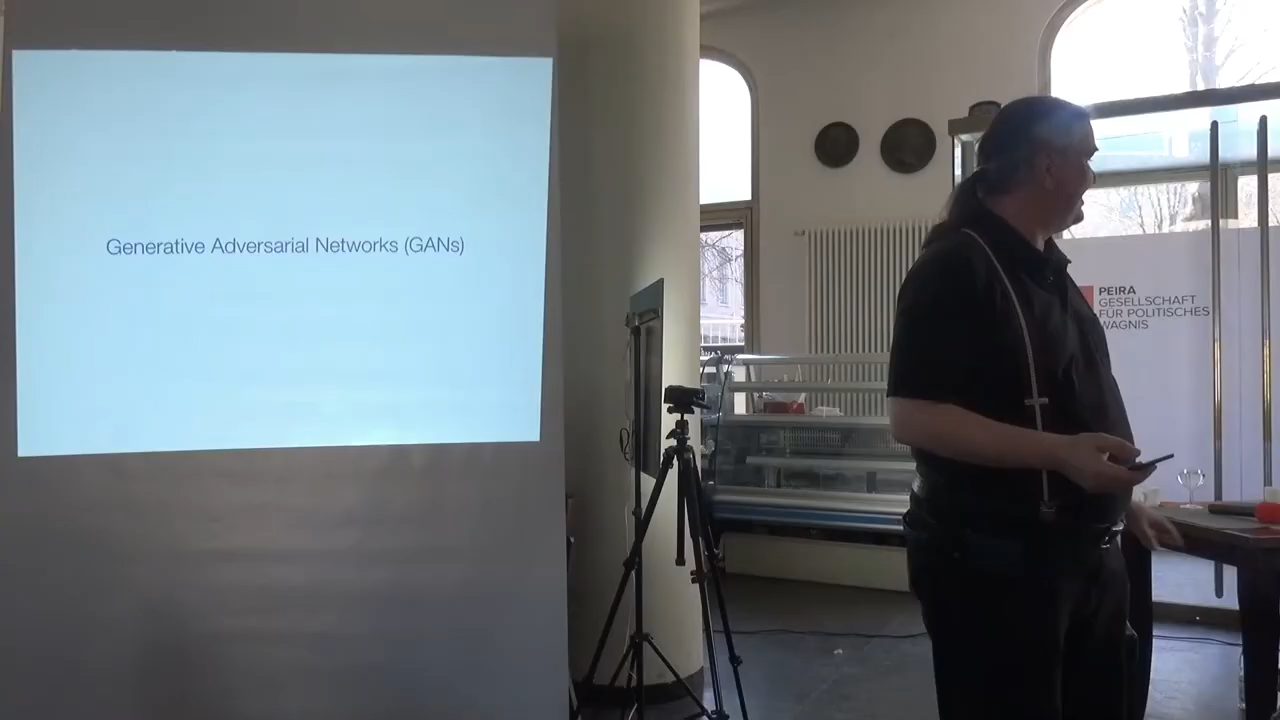 Generative Adversarial Networks (GANs)
PEIRA
GESELLSCHAFT
FÜR POLITISCHES
WAGNIS